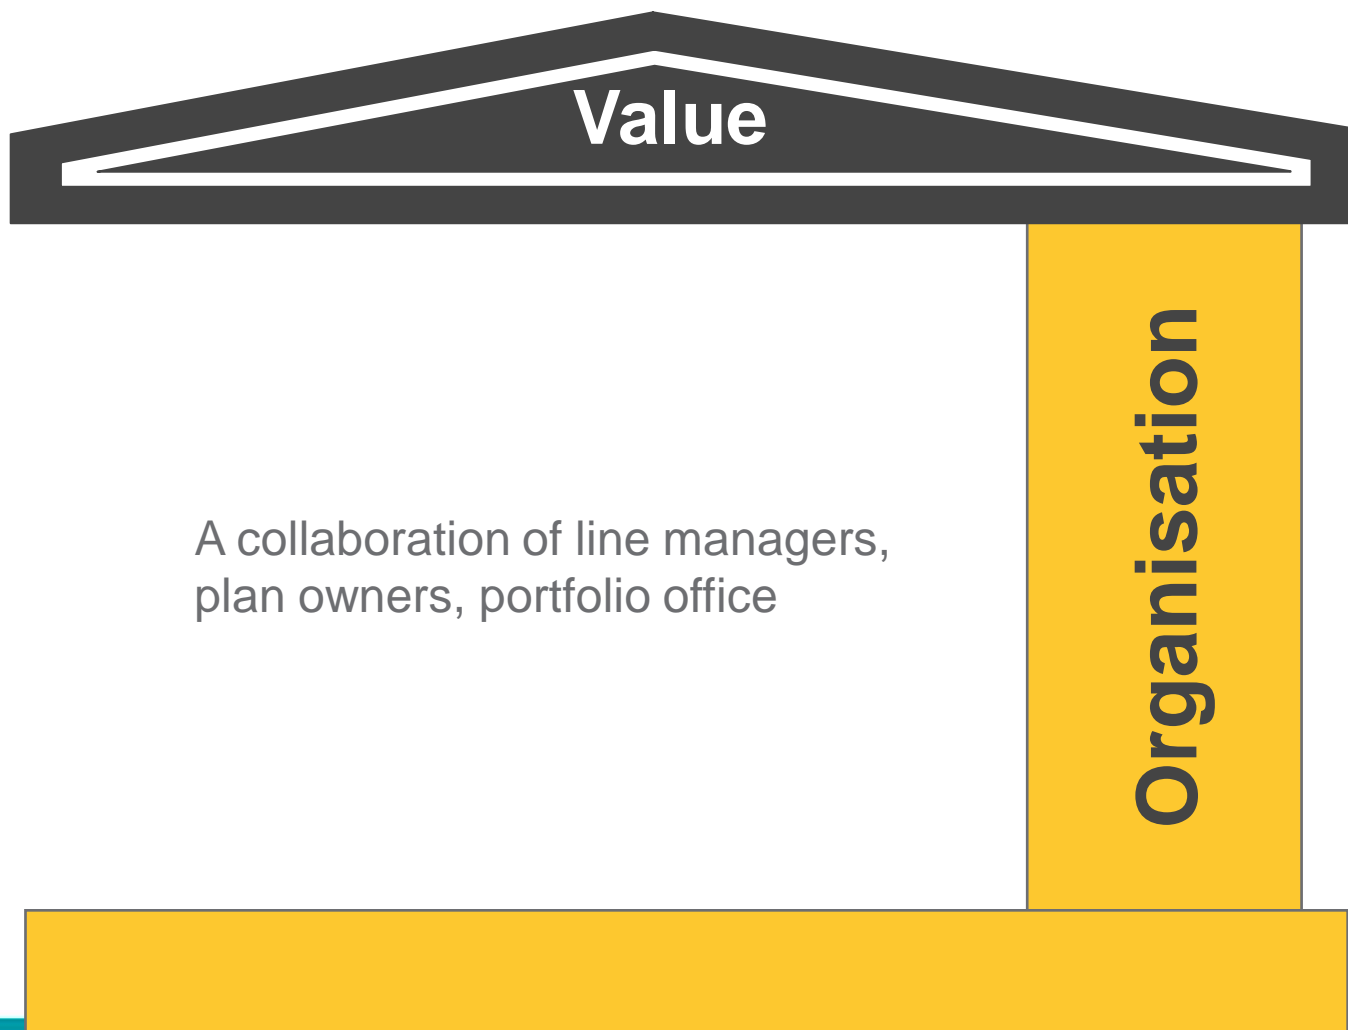 Value
A collaboration of line managers,
plan owners, portfolio office
Organisation